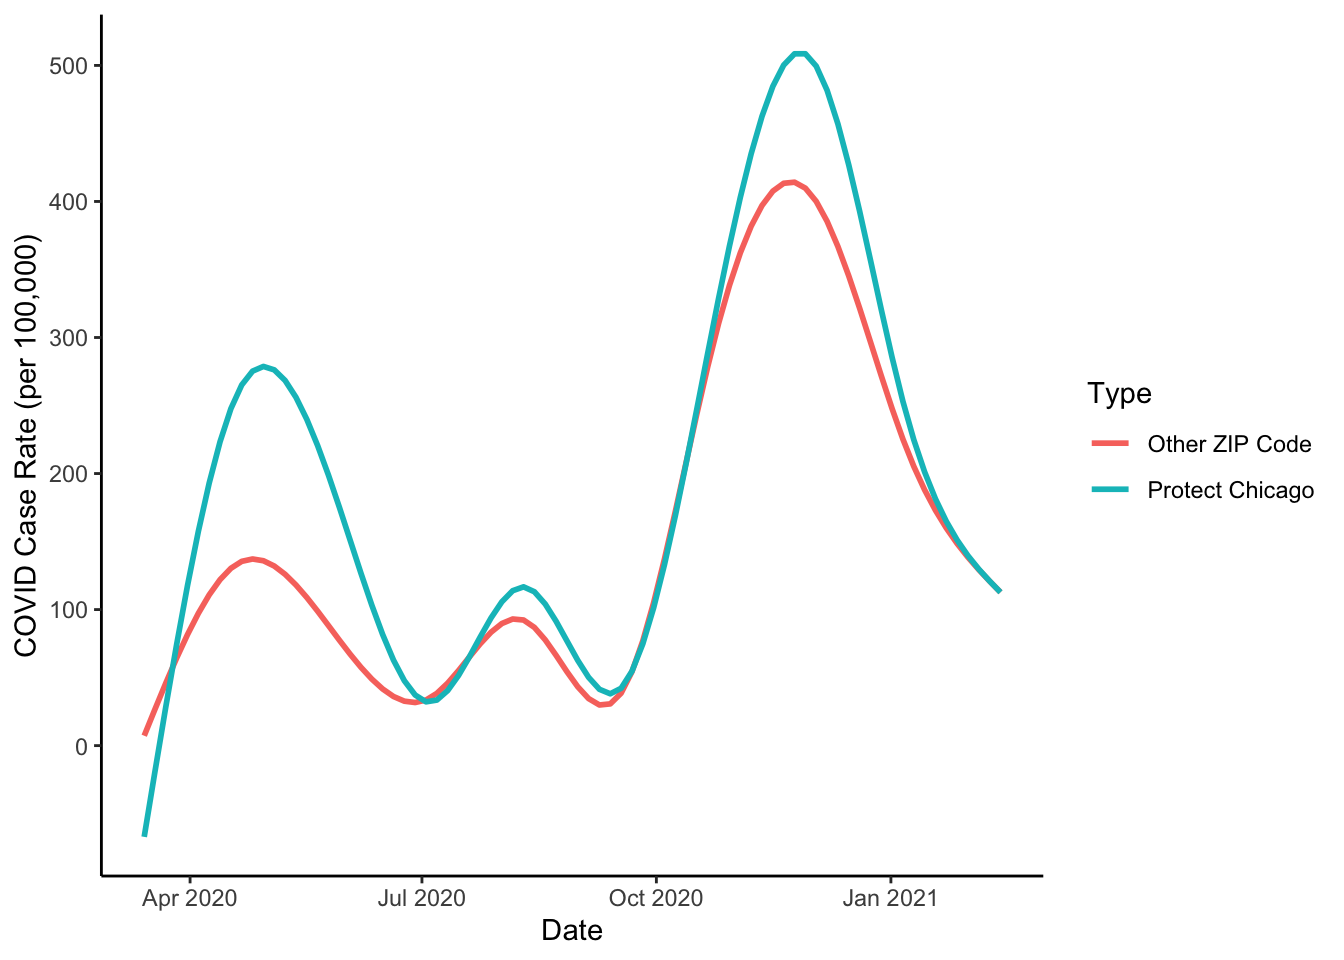 COVID Case Rate (per 100,000)
500
400
300
200
100
0
Apr 2020
Jul 2020
Oct 2020
Jan 2021
Date
Type
Other ZIP Code
Protect Chicago